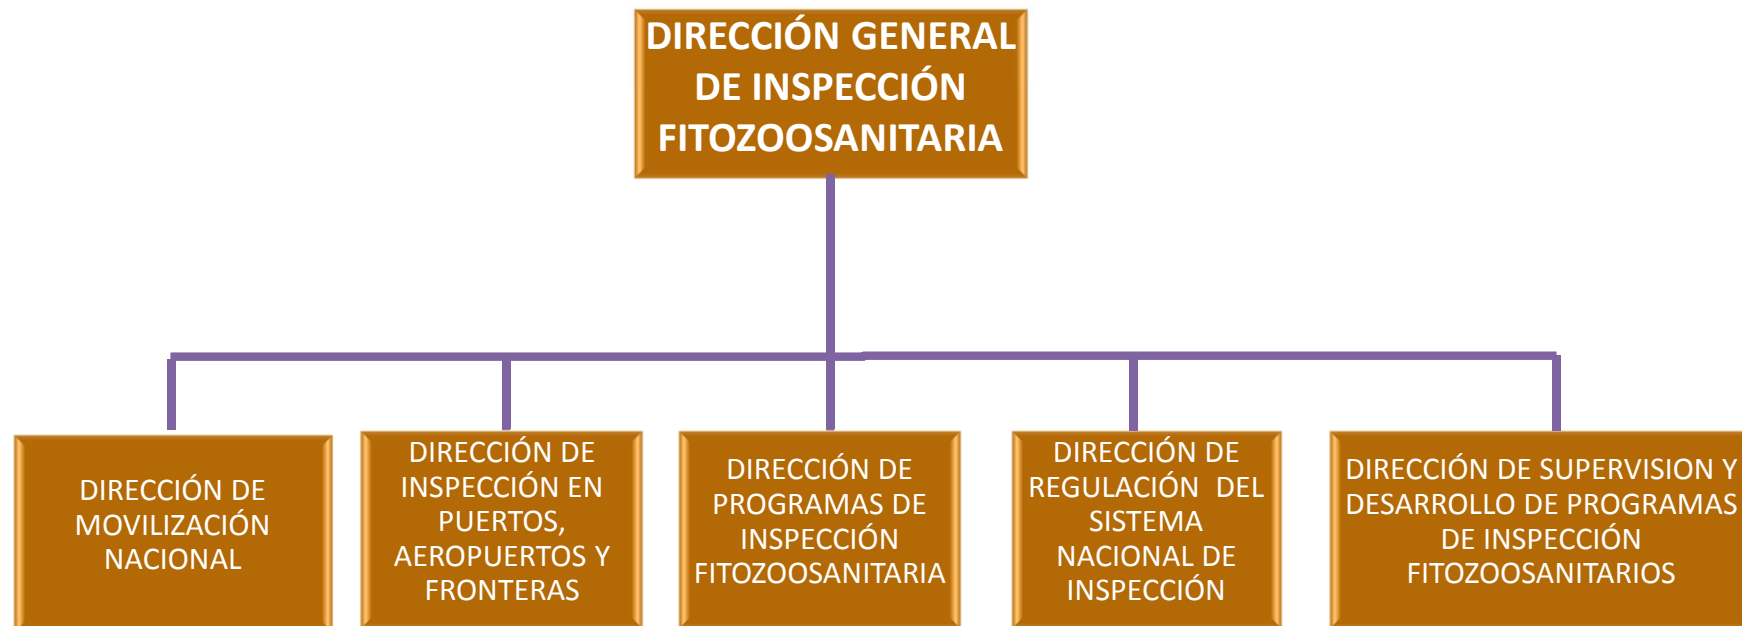 DIRECCIÓN GENERAL
DE INSPECCIÓN
FITOZOOSANITARIA
DIRECCIÓN DE
MOVILIZACIÓN
NACIONAL
DIRECCIÓN DE
INSPECCIÓN EN
PUERTOS,
AEROPUERTOS Y
FRONTERAS
DIRECCIÓN DE
PROGRAMAS DE
INSPECCIÓN
FITOZOOSANITARIA
DIRECCIÓN DE
REGULACIÓN DEL
SISTEMA
NACIONAL DE
INSPECCIÓN
DIRECCIÓN DE SUPERVISION Y
DESARROLLO DE PROGRAMAS
DE INSPECCIÓN
FITOZOOSANITARIOS